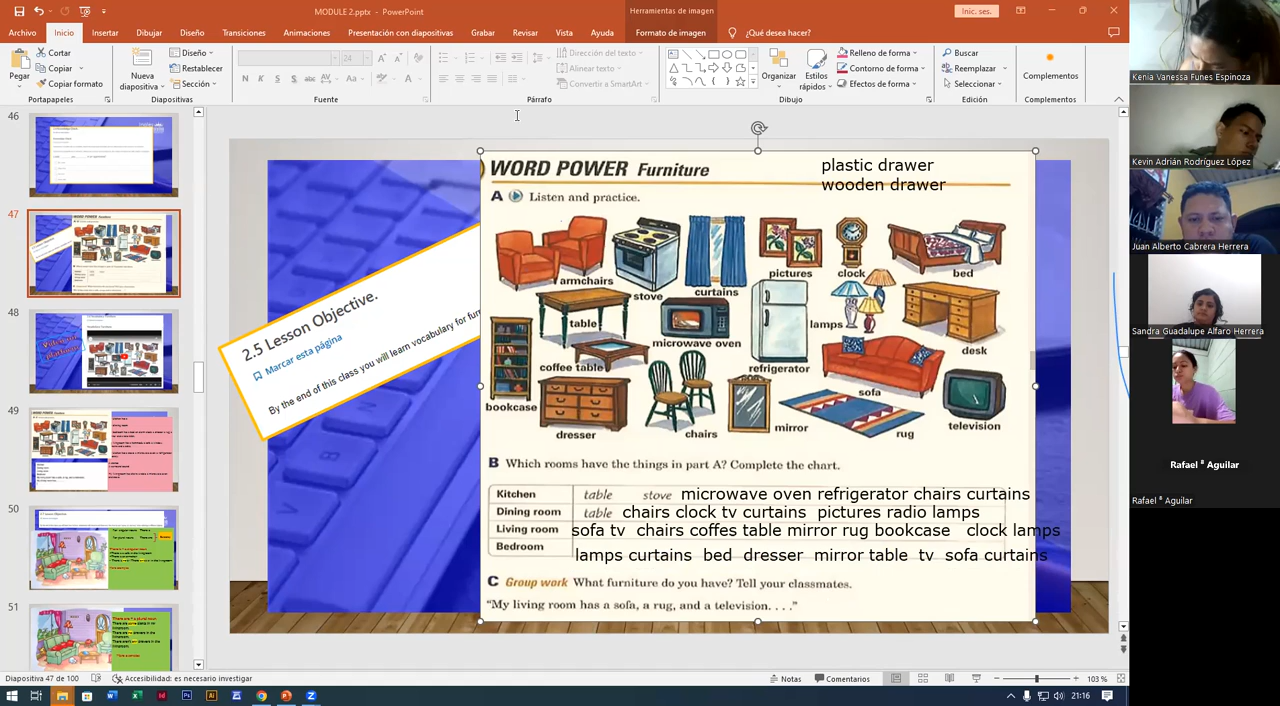 MODULE 2.pptx - PowerPoint
Herramientas de imagen
Inic. ses.
Archivo Inicio Insertar Dibujar Diseño Transiciones Animaciones Presentación con diapositivas Grabar Revisar Vista Ayuda Formato de imagen ¿Qué desea hacer?
Pegar
Cortar
Copiar
Copiar formato
Portapapeles
Nueva diapositiva
Diseño
Restablecer
Sección
Diapositivas
Fuente
Dirección del texto
Alinear texto
Convertir a SmartArt
Párrafo
Organizar
Estilos rápidos
Relleno de forma
Contorno de forma
Efectos de forma
Dibujo
Buscar
Reemplazar
Seleccionar
Edición
Complementos
Complementos
46
47
48
49
50
51
2.5 Lesson Objective.
Marcar esta página
By the end of this class you will learn vocabulary for
WORD POWER Furniture
plastic drawer
wooden drawer
A Listen and practice.
armchairs
stove
curtains
pictures
clock
bed
table
microwave oven
lamps
desk
coffee table
refrigerator
sofa
bookcase
dresser
chairs
mirror
rug
television
B Which rooms have the things in part A? Complete the chart.
Kitchen table stove microwave oven refrigerator chairs curtains
Dining room table chairs clock tv curtains picures radio lamps
Living room sofa tv chairs coffee table mirror rug bookcase clock lamps
Bedroom lamps curtains bed dresser mirror table tv sofa curtains
C Group work What furniture do you have? Tell your classmates.
"My living room has a sofa, a rug, and a television. . . ."
Kenia Vanessa Funes Espinoza
Kevin Adrián Rodríguez López
Juan Alberto Cabrera Herrera
Sandra Guadalupe Alfaro Herrera
Rafael ⁸ Aguilar
Rafael ⁸ Aguilar
Diapositiva 47 de 100
Accesibilidad: es necesario investigar
Notas
Comentarios
103 %
21:16